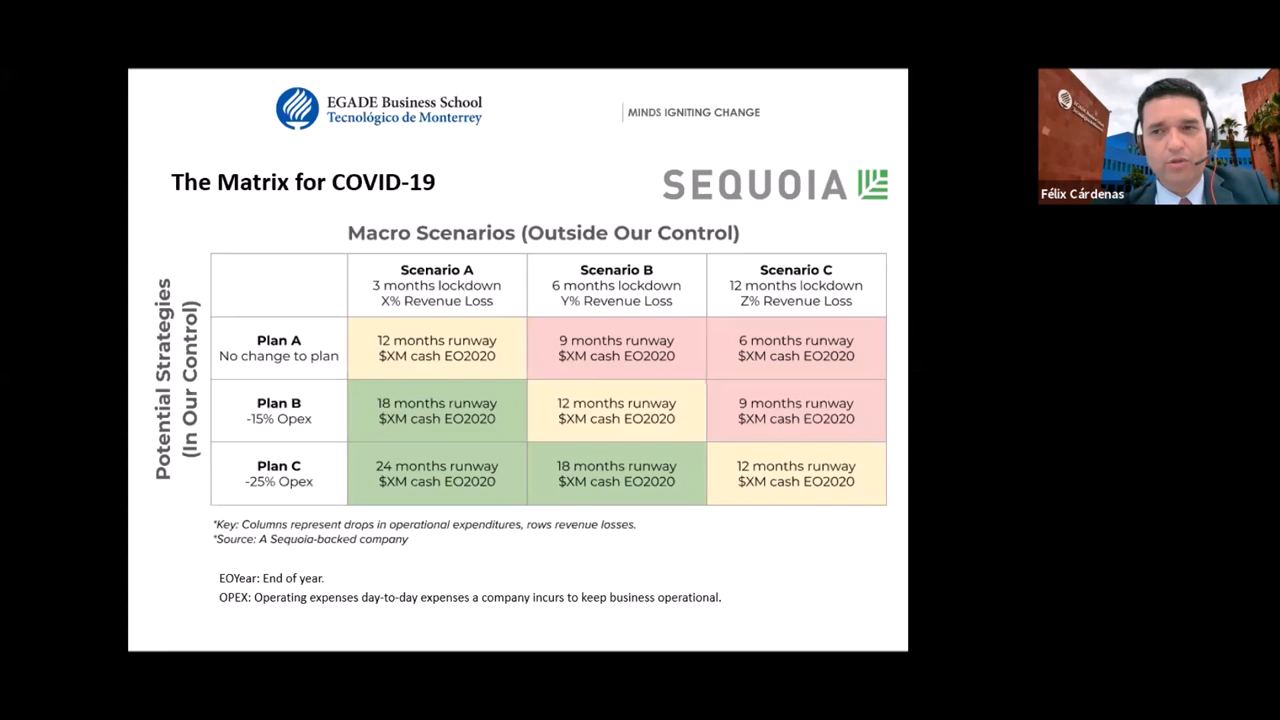 EGADE Business School
Tecnológico de Monterrey
MINDS IGNITING CHANGE
The Matrix for COVID-19
SEQUOIA
Macro Scenarios (Outside Our Control)
Potential Strategies
(In Our Control)
Scenario A
3 months lockdown
X% Revenue Loss
Scenario B
6 months lockdown
Y% Revenue Loss
Scenario C
12 months lockdown
Z% Revenue Loss
Plan A
No change to plan
12 months runway
$XM cash EO2020
9 months runway
$XM cash EO2020
6 months runway
$XM cash EO2020
Plan B
-15% Opex
18 months runway
$XM cash EO2020
12 months runway
$XM cash EO2020
9 months runway
$XM cash EO2020
Plan C
-25% Opex
24 months runway
$XM cash EO2020
18 months runway
$XM cash EO2020
12 months runway
$XM cash EO2020
*Key: Columns represent drops in operational expenditures, rows revenue losses.
*Source: A Sequoia-backed company
EOYear: End of year.
OPEX: Operating expenses day-to-day expenses a company incurs to keep business operational.
Félix Cárdenas